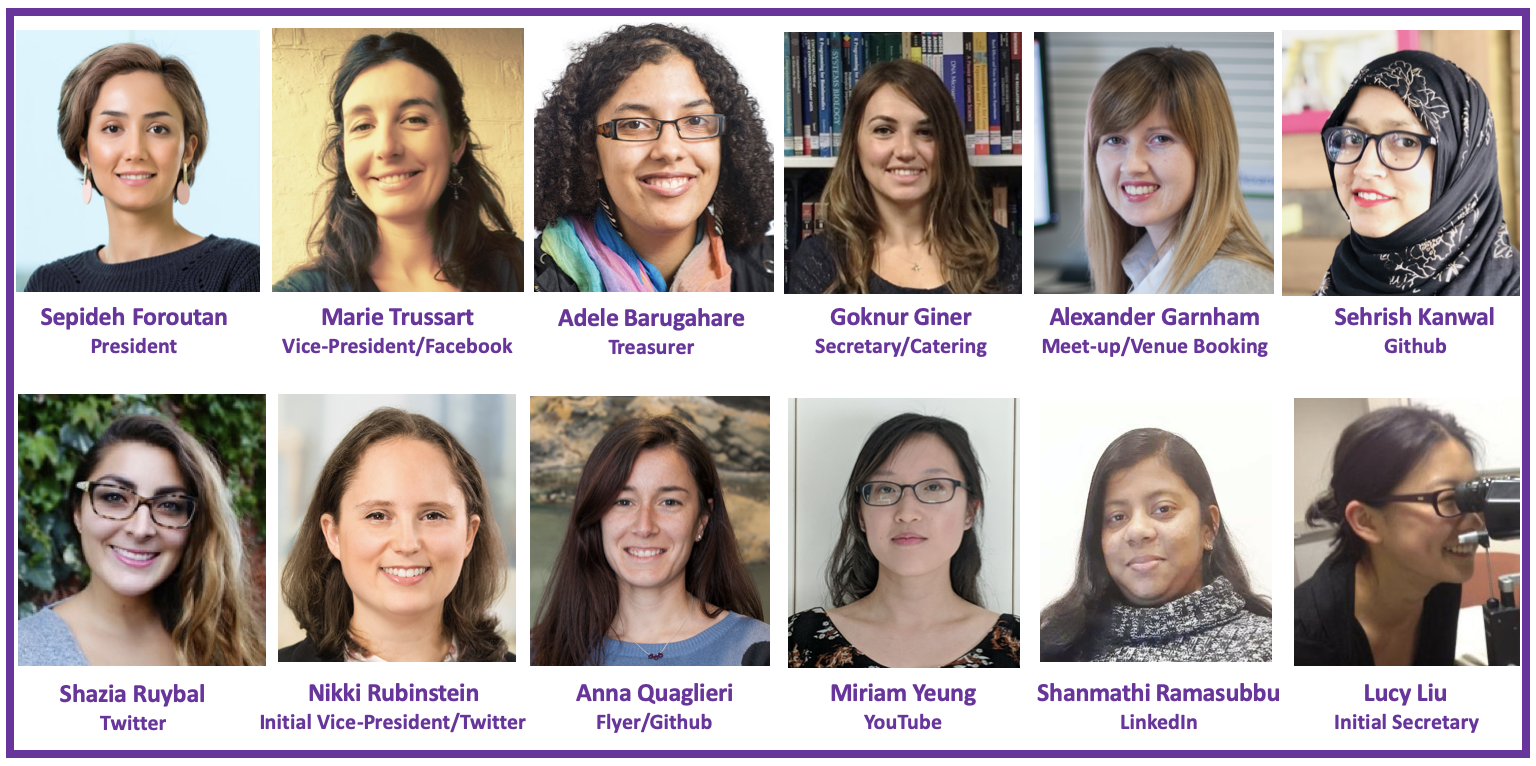 Sepideh Foroutan
President
Marie Trussart
Vice-President/Facebook
Adele Barugahare
Treasurer
SYSTEMS BIOLOGY
Goknur Giner
Secretary/Catering
Alexander Garnham
Meet-up/Venue Booking
Sehrish Kanwal
Github
Shazia Ruybal
Twitter
Nikki Rubinstein
Initial Vice-President/Twitter
Anna Quaglieri
Flyer/Github
Miriam Yeung
YouTube
Shanmathi Ramasubbu
LinkedIn
Lucy Liu
Initial Secretary